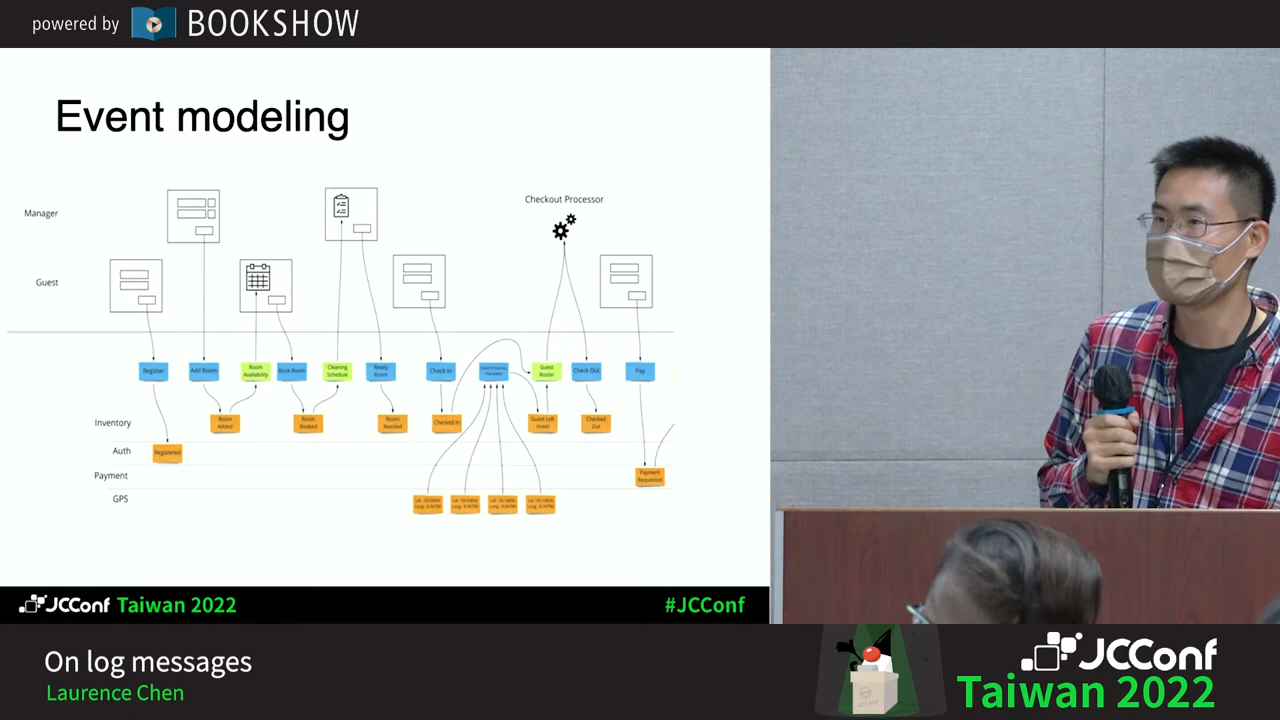 powered by BOOKSHOW
Event modeling
Manager
Checkout Processor
Guest
Register
Add Room
Room
Availability
Book Room
Cleaning
Schedule
Ready
Room
Check In
Guest
Roster
Check Out
Pay
Inventory
Room
Added
Room
Booked
Room
Readied
Checked In
Guest Left
Hotel
Checked
Out
Auth
Registered
Payment
Payment
Requested
GPS
JCConf Taiwan 2022
#JCConf
On log messages
Laurence Chen
JCConf
Taiwan 2022